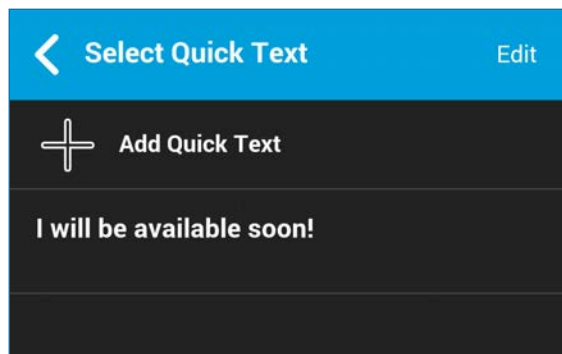 Select Quick Text Edit
Add Quick Text
I will be available soon!